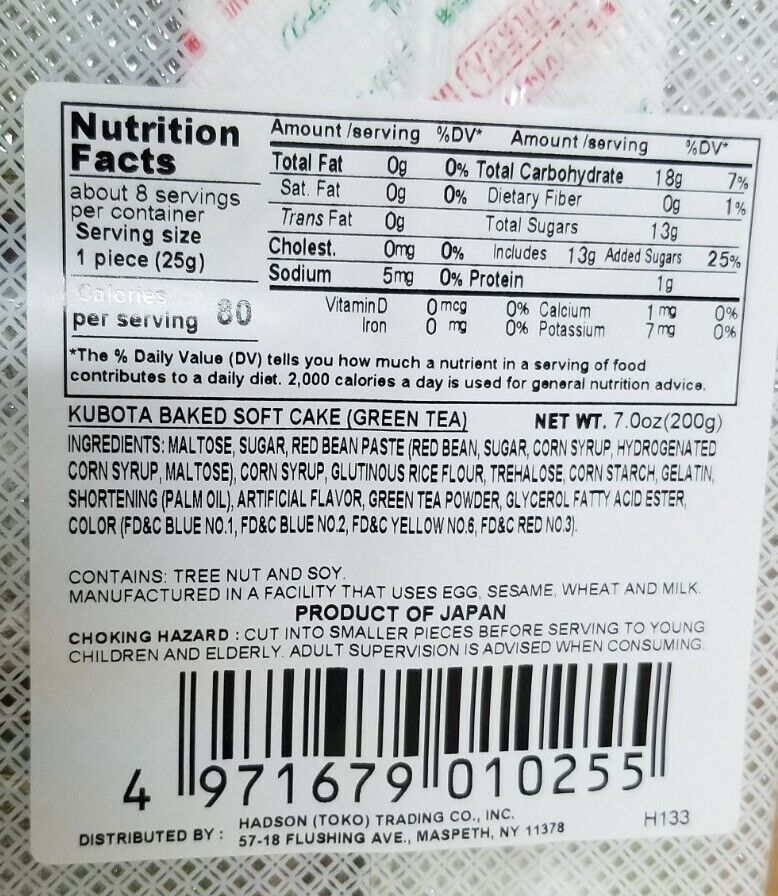 Nutrition Facts
about 8 servings
per container
Serving size
1 piece (25g)
Calories
per serving 80
Amount /serving %DV* Amount /serving %DV*
Total Fat 0g 0% Total Carbohydrate 18g 7%
Sat. Fat 0g 0% Dietary Fiber 0g 1%
Trans Fat 0g Total Sugars 13g
Cholest. 0mg 0% Includes 13g Added Sugars 25%
Sodium 5mg 0% Protein 1g
Vitamin D 0 mcg 0% Calcium 1 mg 0%
Iron 0 mg 0% Potassium 7 mg 0%
*The % Daily Value (DV) tells you how much a nutrient in a serving of food
contributes to a daily diet. 2,000 calories a day is used for general nutrition advice.
KUBOTA BAKED SOFT CAKE (GREEN TEA) NET WT. 7.0oz(200g)
INGREDIENTS: MALTOSE, SUGAR, RED BEAN PASTE (RED BEAN, SUGAR, CORN SYRUP, HYDROGENATED
CORN SYRUP, MALTOSE), CORN SYRUP, GLUTINOUS RICE FLOUR, TREHALOSE, CORN STARCH, GELATIN,
SHORTENING (PALM OIL), ARTIFICIAL FLAVOR, GREEN TEA POWDER, GLYCEROL FATTY ACID ESTER,
COLOR (FD&C BLUE NO.1, FD&C BLUE NO.2, FD&C YELLOW NO.6, FD&C RED NO.3).
CONTAINS: TREE NUT AND SOY.
MANUFACTURED IN A FACILITY THAT USES EGG, SESAME, WHEAT AND MILK.
PRODUCT OF JAPAN
CHOKING HAZARD : CUT INTO SMALLER PIECES BEFORE SERVING TO YOUNG
CHILDREN AND ELDERLY. ADULT SUPERVISION IS ADVISED WHEN CONSUMING.
4 971679 010255
DISTRIBUTED BY : HADSON (TOKO) TRADING CO., INC. H133
57-18 FLUSHING AVE., MASPETH, NY 11378